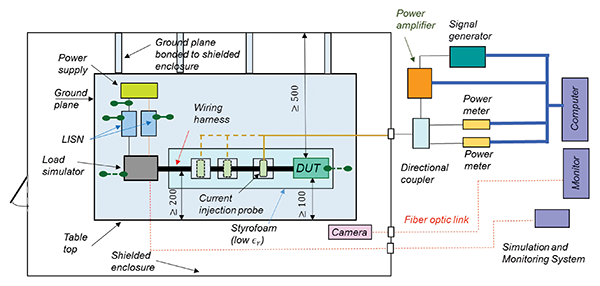 Ground plane
bonded to shielded
enclosure
Power
supply
Ground
plane
LISN
Load
simulator
Wiring
harness
≥ 500
DUT
≥ 200
≥ 100
Current
injection probe
Styrofoam
(low ϵr)
Table
top
Shielded
enclosure
Camera
Fiber optic link
Power
amplifier
Signal
generator
Power
meter
Directional
coupler
Power
meter
Computer
Monitor
Simulation and
Monitoring System